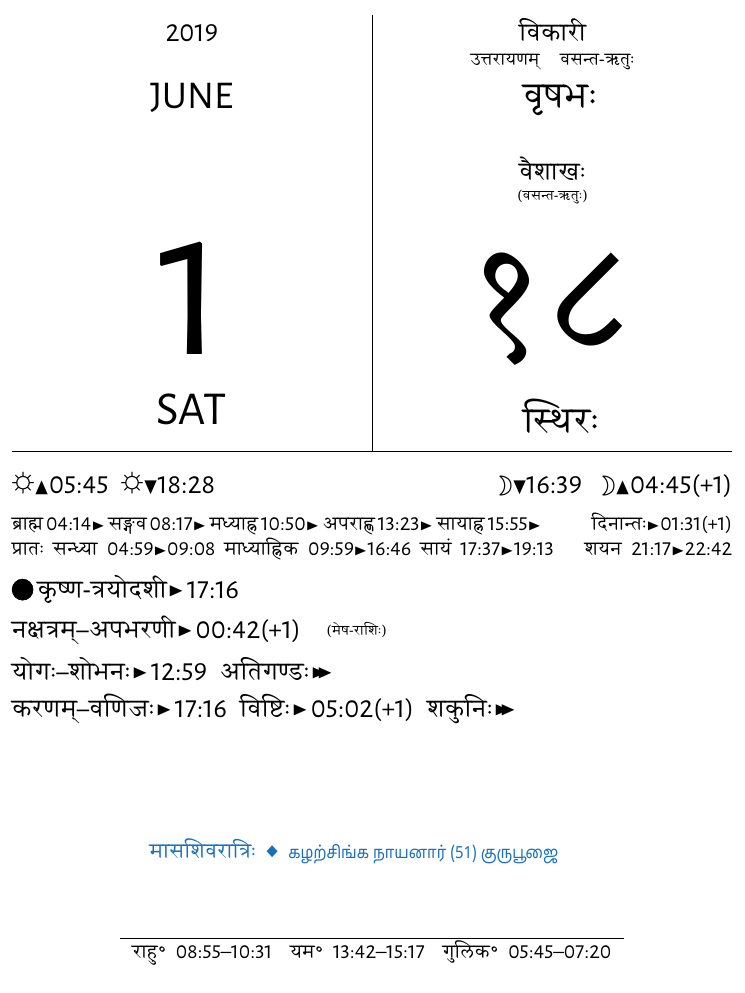 2019
JUNE
1
SAT
विकारी
उत्तरायणम् वसन्त-ऋतुः
वृषभः
वैशाखः
(वसन्त-ऋतुः)
१८
स्थिरः
☼▲05:45 ☼▼18:28 ☽▼16:39 ☽▲04:45(+1)
ब्राह्म 04:14► सङ्गव 08:17► मध्याह्न 10:50► अपराह्ण 13:23► सायाह्न 15:55► दिनान्तः►01:31(+1)
प्रातः सन्ध्या 04:59►09:08 माध्याह्निक 09:59►16:46 सायं 17:37►19:13 शयन 21:17►22:42
●कृष्ण-त्रयोदशी►17:16
नक्षत्रम्–अपभरणी►00:42(+1) (मेष-राशिः)
योगः–शोभनः►12:59 अतिगण्डः►►
करणम्–वणिजः►17:16 विष्टिः►05:02(+1) शकुनिः►►
मासशिवरात्रिः ◆ கழற்சிங்க நாயனார் (51) குருபூஜை
राहु॰ 08:55–10:31 यम॰ 13:42–15:17 गुलिक॰ 05:45–07:20